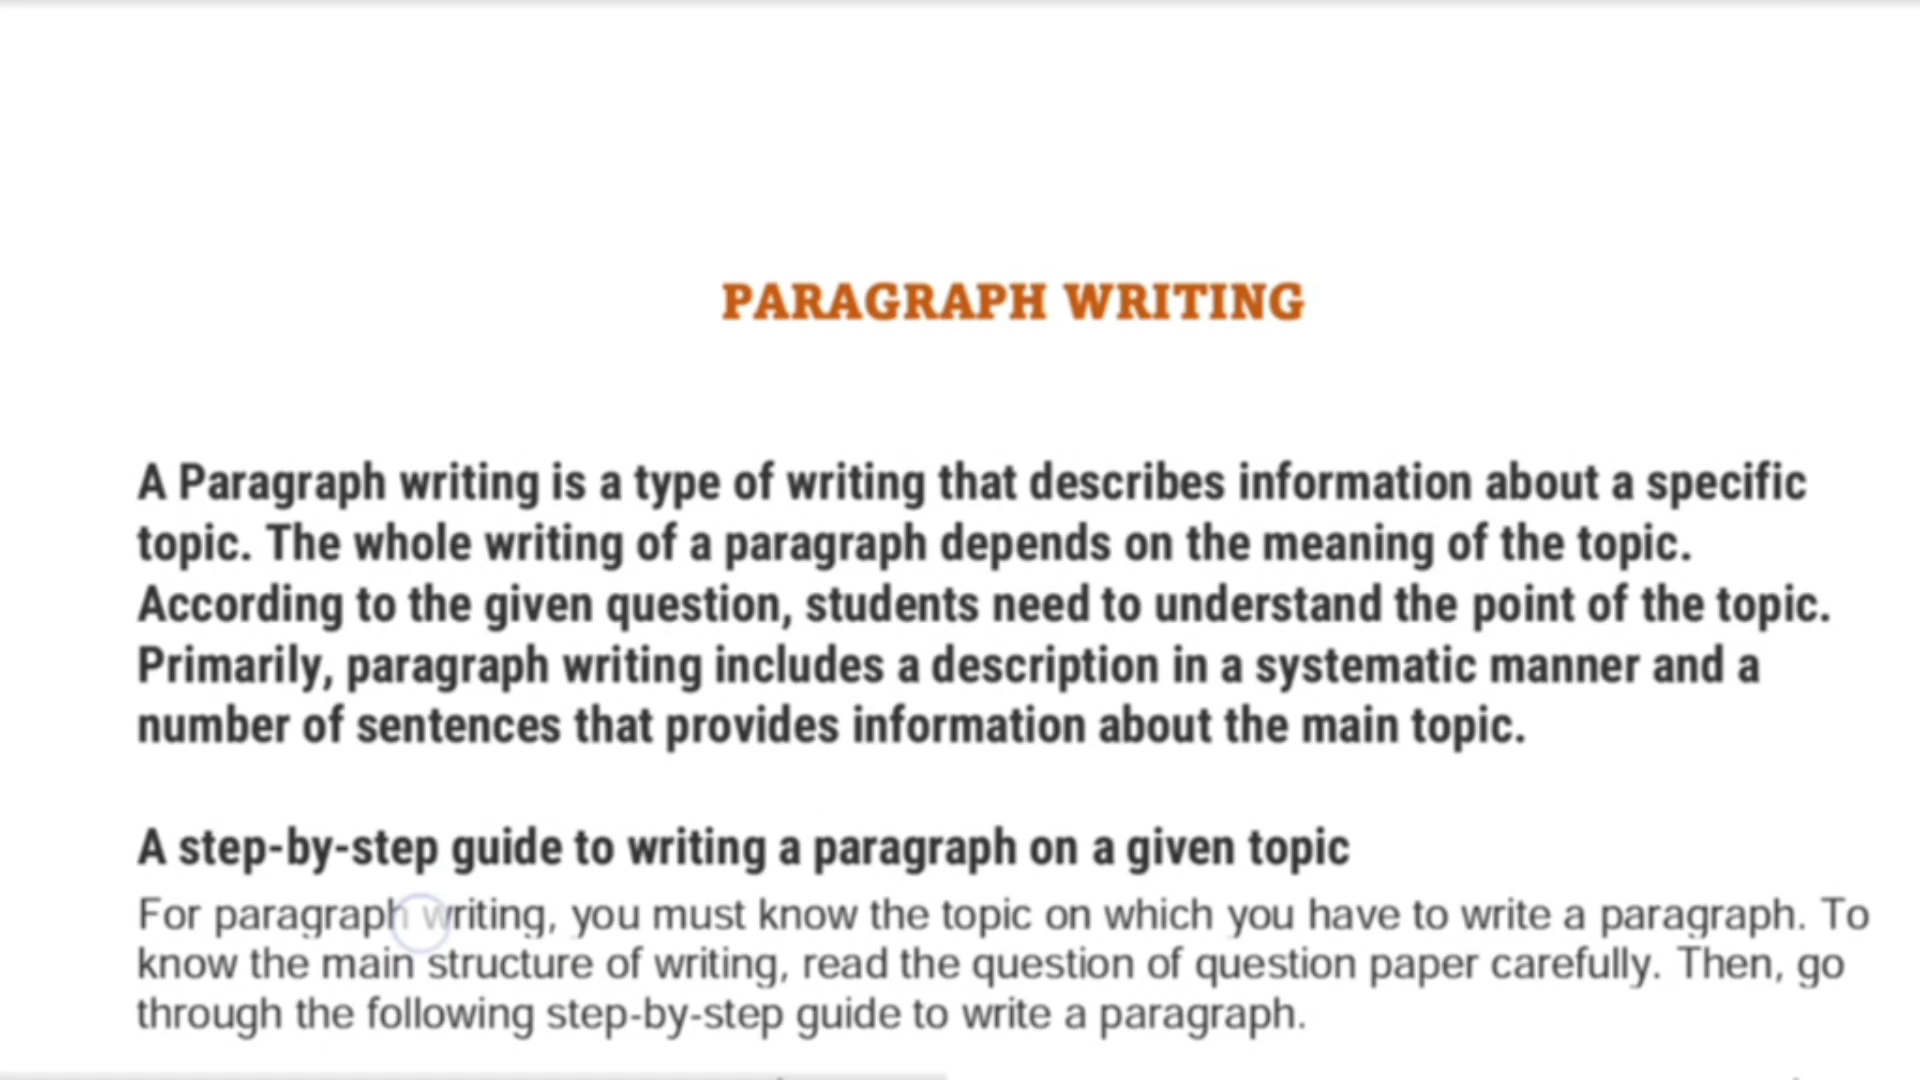 PARAGRAPH WRITING
A Paragraph writing is a type of writing that describes information about a specific
topic. The whole writing of a paragraph depends on the meaning of the topic.
According to the given question, students need to understand the point of the topic.
Primarily, paragraph writing includes a description in a systematic manner and a
number of sentences that provides information about the main topic.
A step-by-step guide to writing a paragraph on a given topic
For paragraph writing, you must know the topic on which you have to write a paragraph. To
know the main structure of writing, read the question of question paper carefully. Then, go
through the following step-by-step guide to write a paragraph.